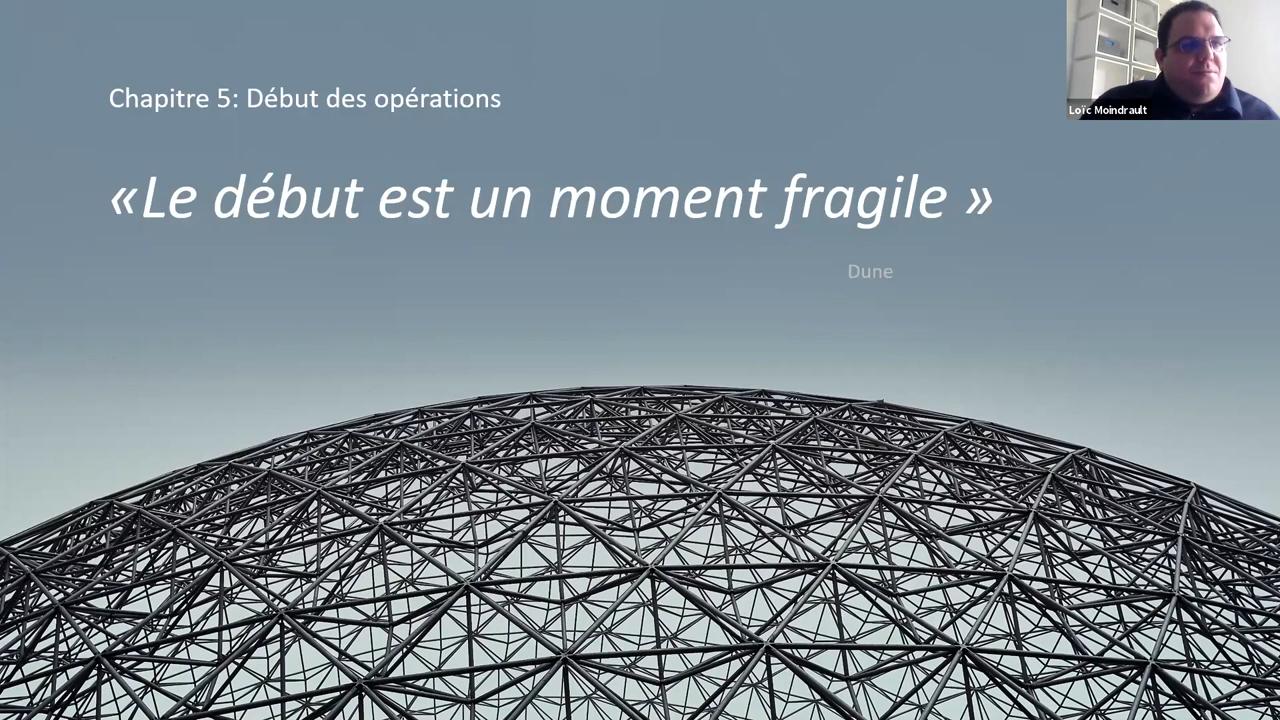 Chapitre 5: Début des opérations
«Le début est un moment fragile »
Dune
Loïc Moindrault